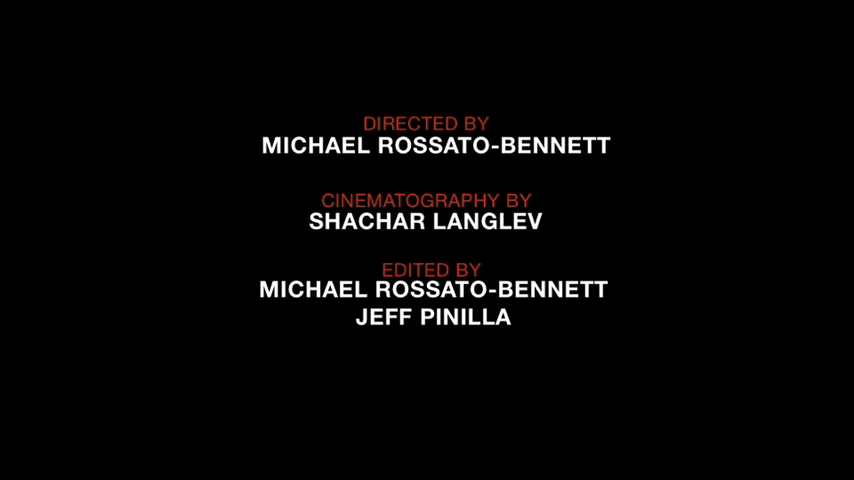 DIRECTED BY
MICHAEL ROSSATO-BENNETT
CINEMATOGRAPHY BY
SHACHAR LANGLEV
EDITED BY
MICHAEL ROSSATO-BENNETT
JEFF PINILLA